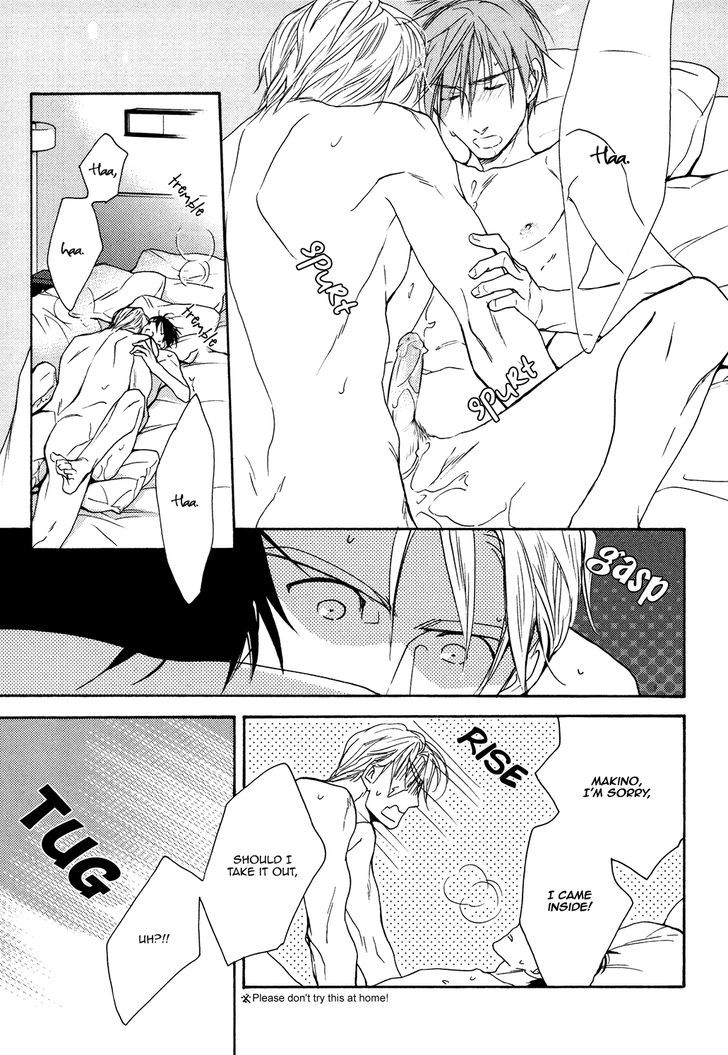 Haa.
spurt
spurt
Haa,
haa.
tremble
tremble
Haa.
gasp
MAKINO,
I'M SORRY,
I CAME
INSIDE!
RISE
SHOULD I
TAKE IT OUT,
UH?!!
TUG
※Please don't try this at home!